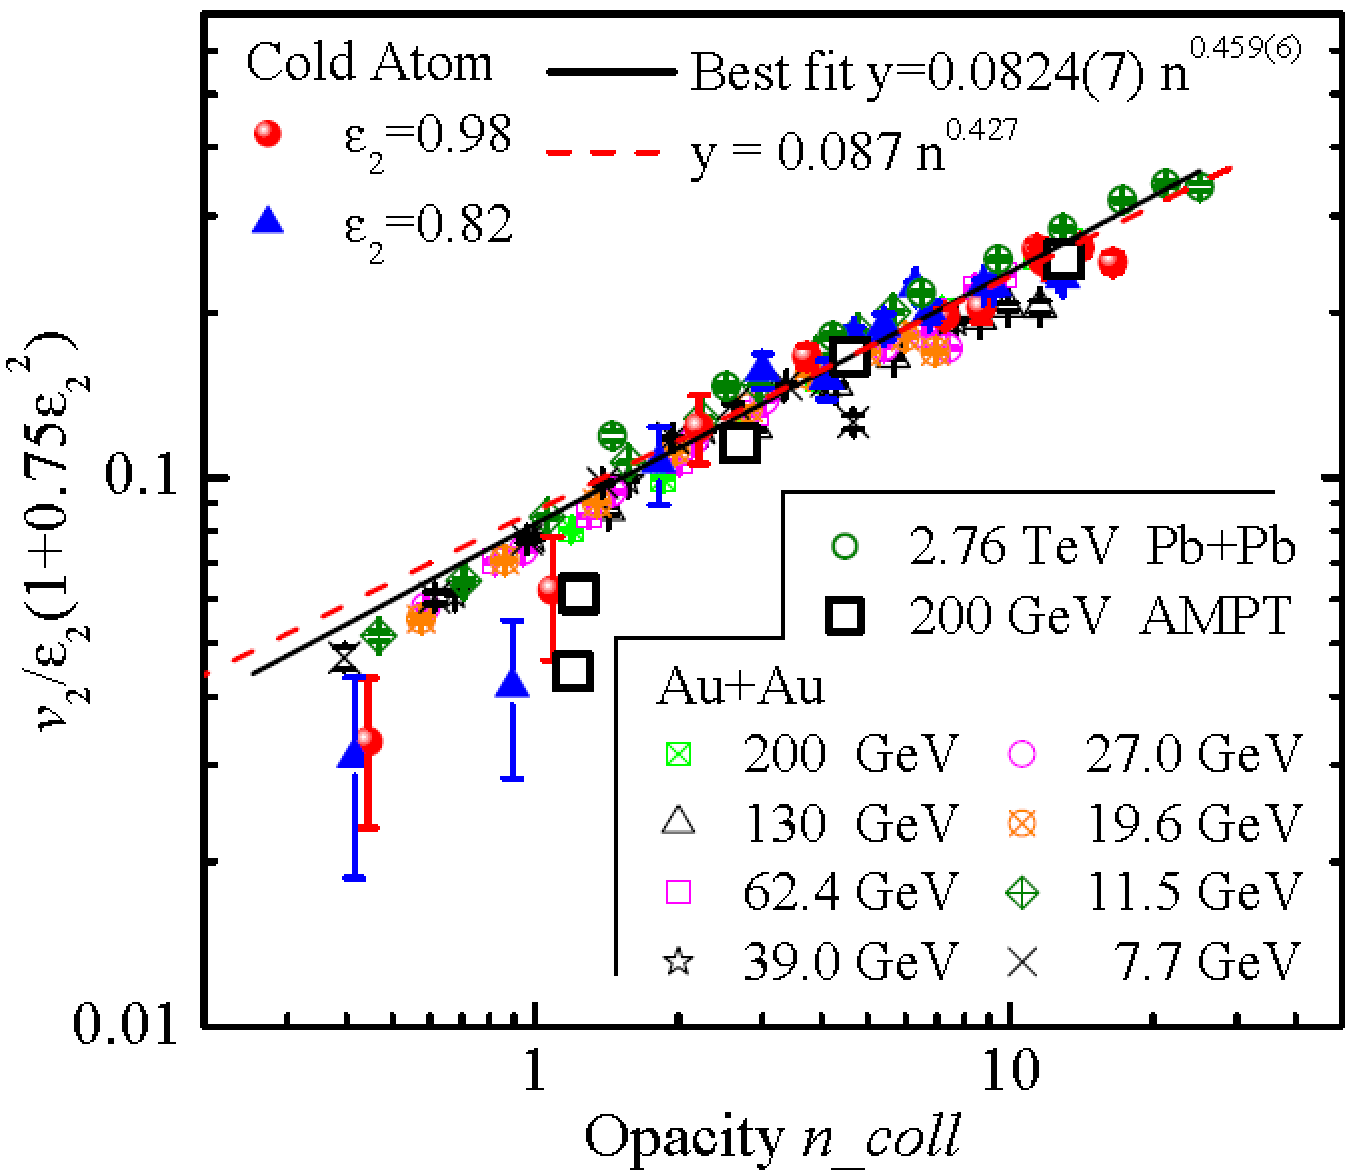 Cold Atom
ε₂=0.98
ε₂=0.82
Best fit y=0.0824(7) n^0.459(6)
y = 0.087 n^0.427
v₂/ε₂(1+0.75ε₂²)
0.1
0.01
2.76 TeV Pb+Pb
200 GeV AMPT
Au+Au
200 GeV 27.0 GeV
130 GeV 19.6 GeV
62.4 GeV 11.5 GeV
39.0 GeV 7.7 GeV
1 10
Opacity n_coll